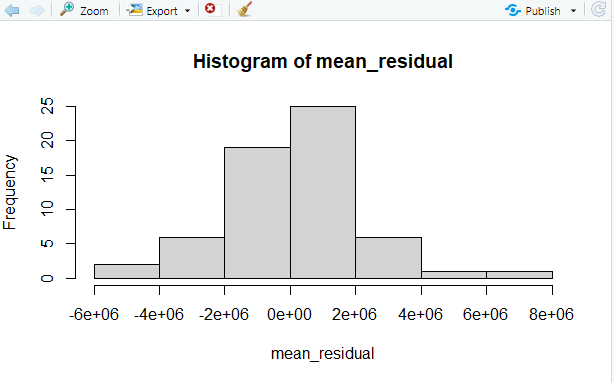 Zoom Export Publish
Histogram of mean_residual
Frequency
25
20
15
10
5
0
-6e+06 -4e+06 -2e+06 0e+00 2e+06 4e+06 6e+06 8e+06
mean_residual